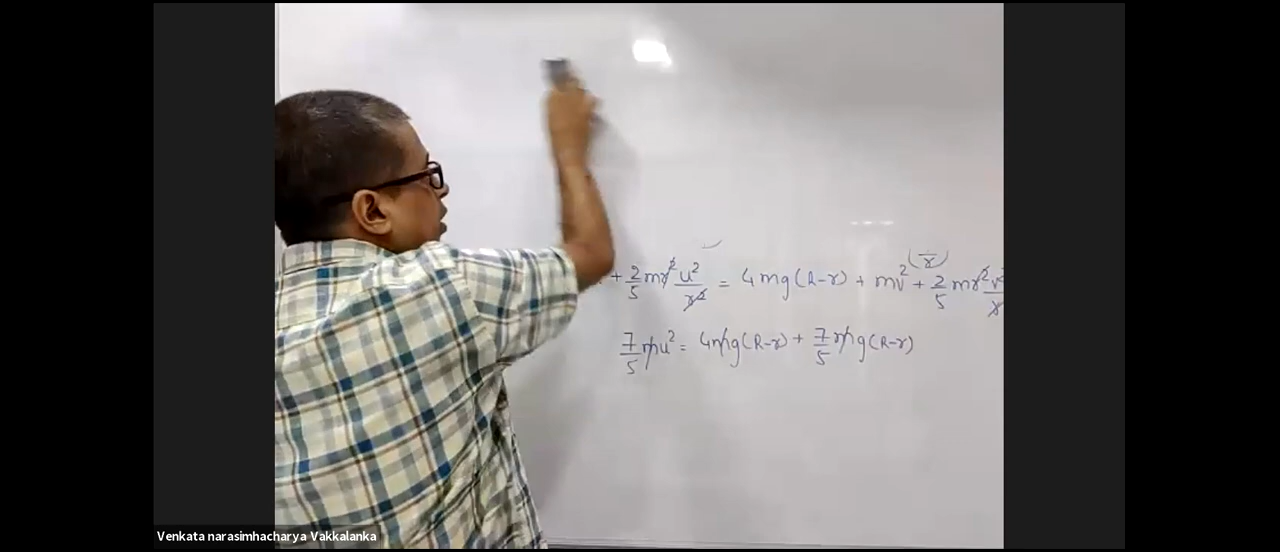 (r̄)
+ 2/5 mr² u²/r² = 4mg(R-r) + mv² + 2/5 mr² v²/r
7/5 mu² = 4mg(R-r) + 7/5 mg(R-r)
Venkata narasimhacharya Vakkalanka